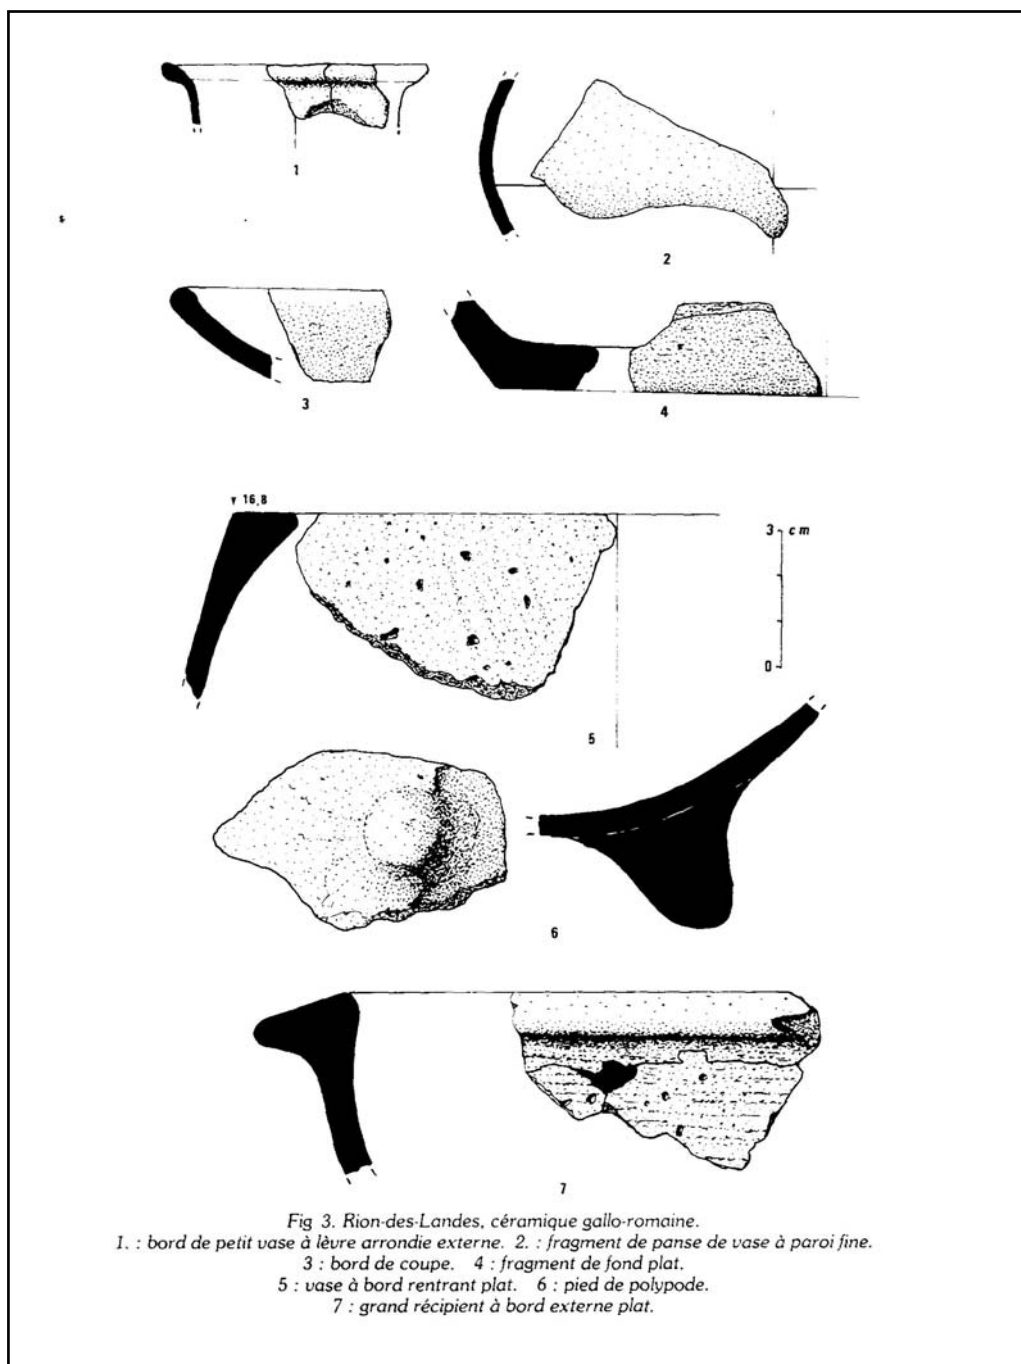 1
2
3
4
γ 16,8
3 cm
0
5
6
7
Fig 3. Rion-des-Landes, céramique gallo-romaine.
1. : bord de petit vase à lèvre arrondie externe. 2. : fragment de panse de vase à paroi fine.
3 : bord de coupe. 4 : fragment de fond plat.
5 : vase à bord rentrant plat. 6 : pied de polypode.
7 : grand récipient à bord externe plat.